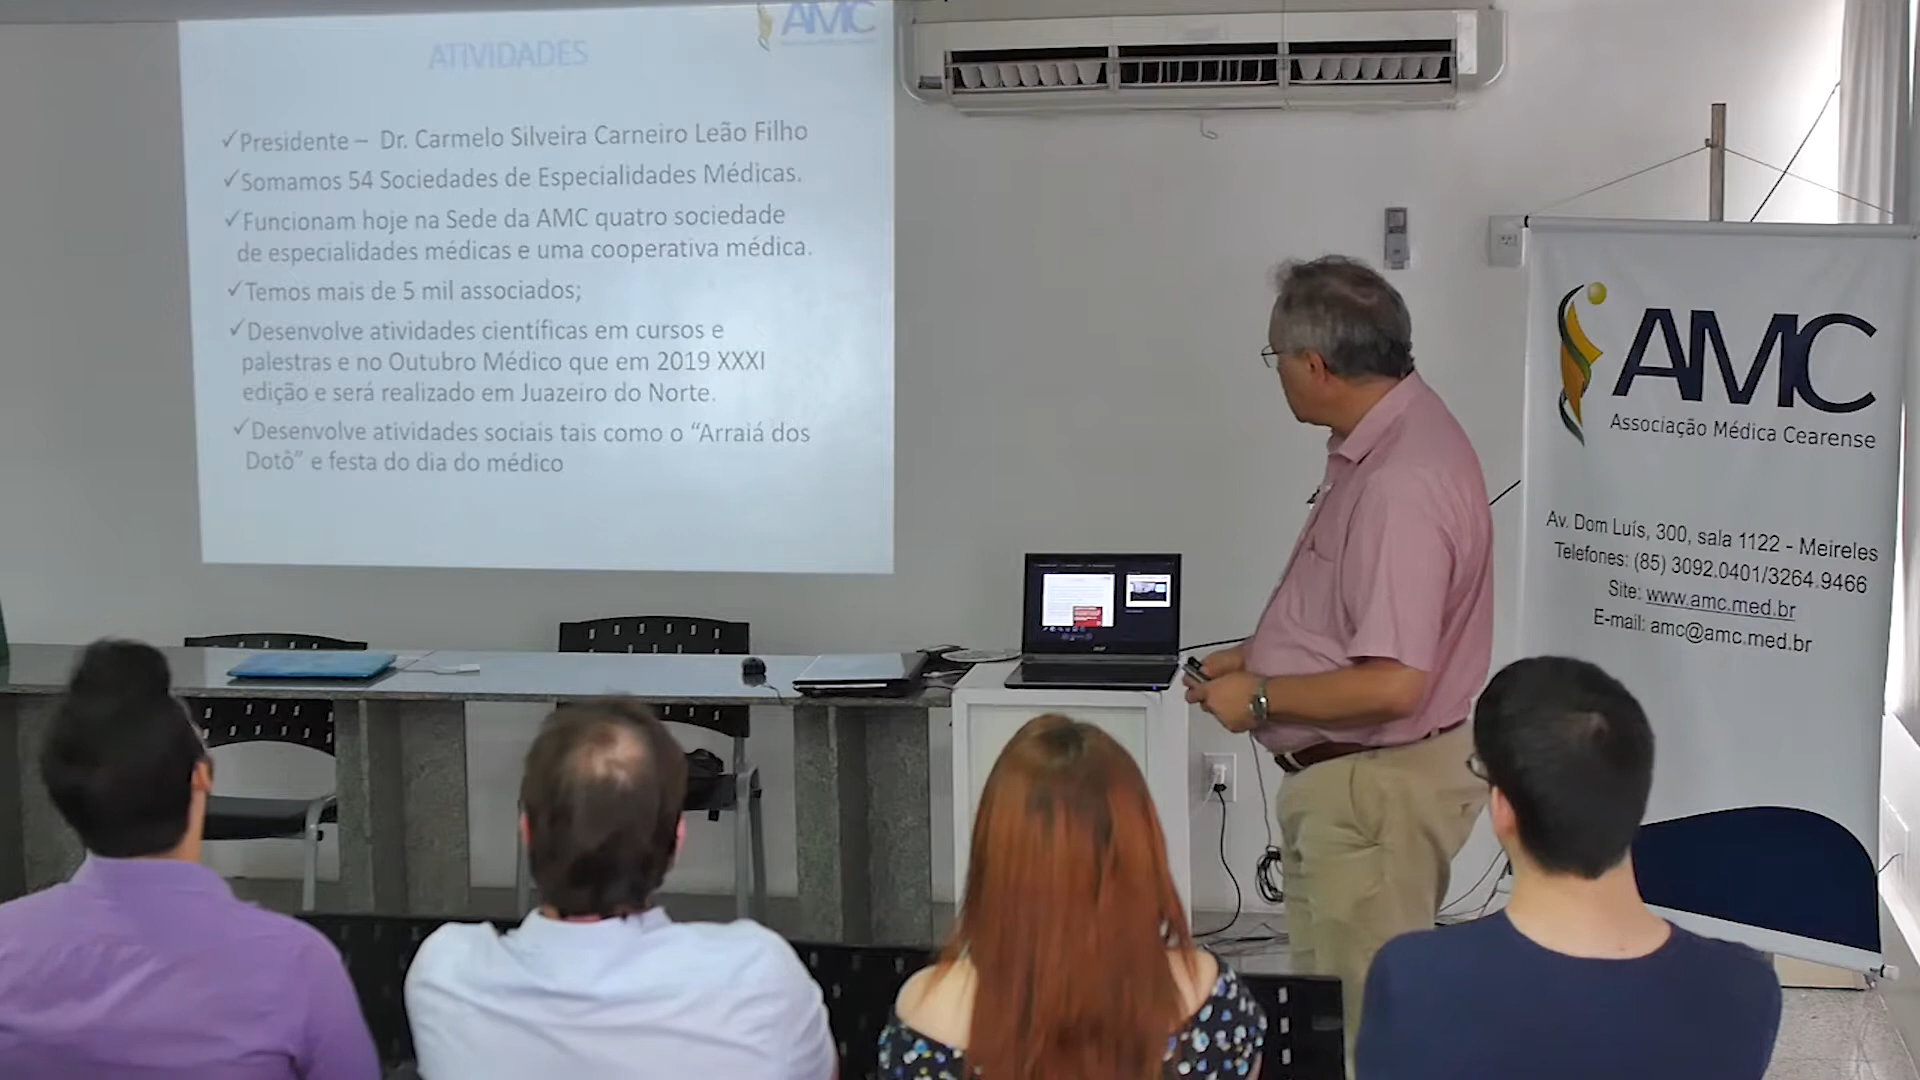 AMC
ATIVIDADES
✓Presidente – Dr. Carmelo Silveira Carneiro Leão Filho
✓Somamos 54 Sociedades de Especialidades Médicas.
✓Funcionam hoje na Sede da AMC quatro sociedade
de especialidades médicas e uma cooperativa médica.
✓Temos mais de 5 mil associados;
✓Desenvolve atividades científicas em cursos e
palestras e no Outubro Médico que em 2019 XXXI
edição e será realizado em Juazeiro do Norte.
✓Desenvolve atividades sociais tais como o “Arraiá dos
Dotô” e festa do dia do médico
AMC
Associação Médica Cearense
Av. Dom Luís, 300, sala 1122 - Meireles
Telefones: (85) 3092.0401/3264.9466
Site: www.amc.med.br
E-mail: amc@amc.med.br